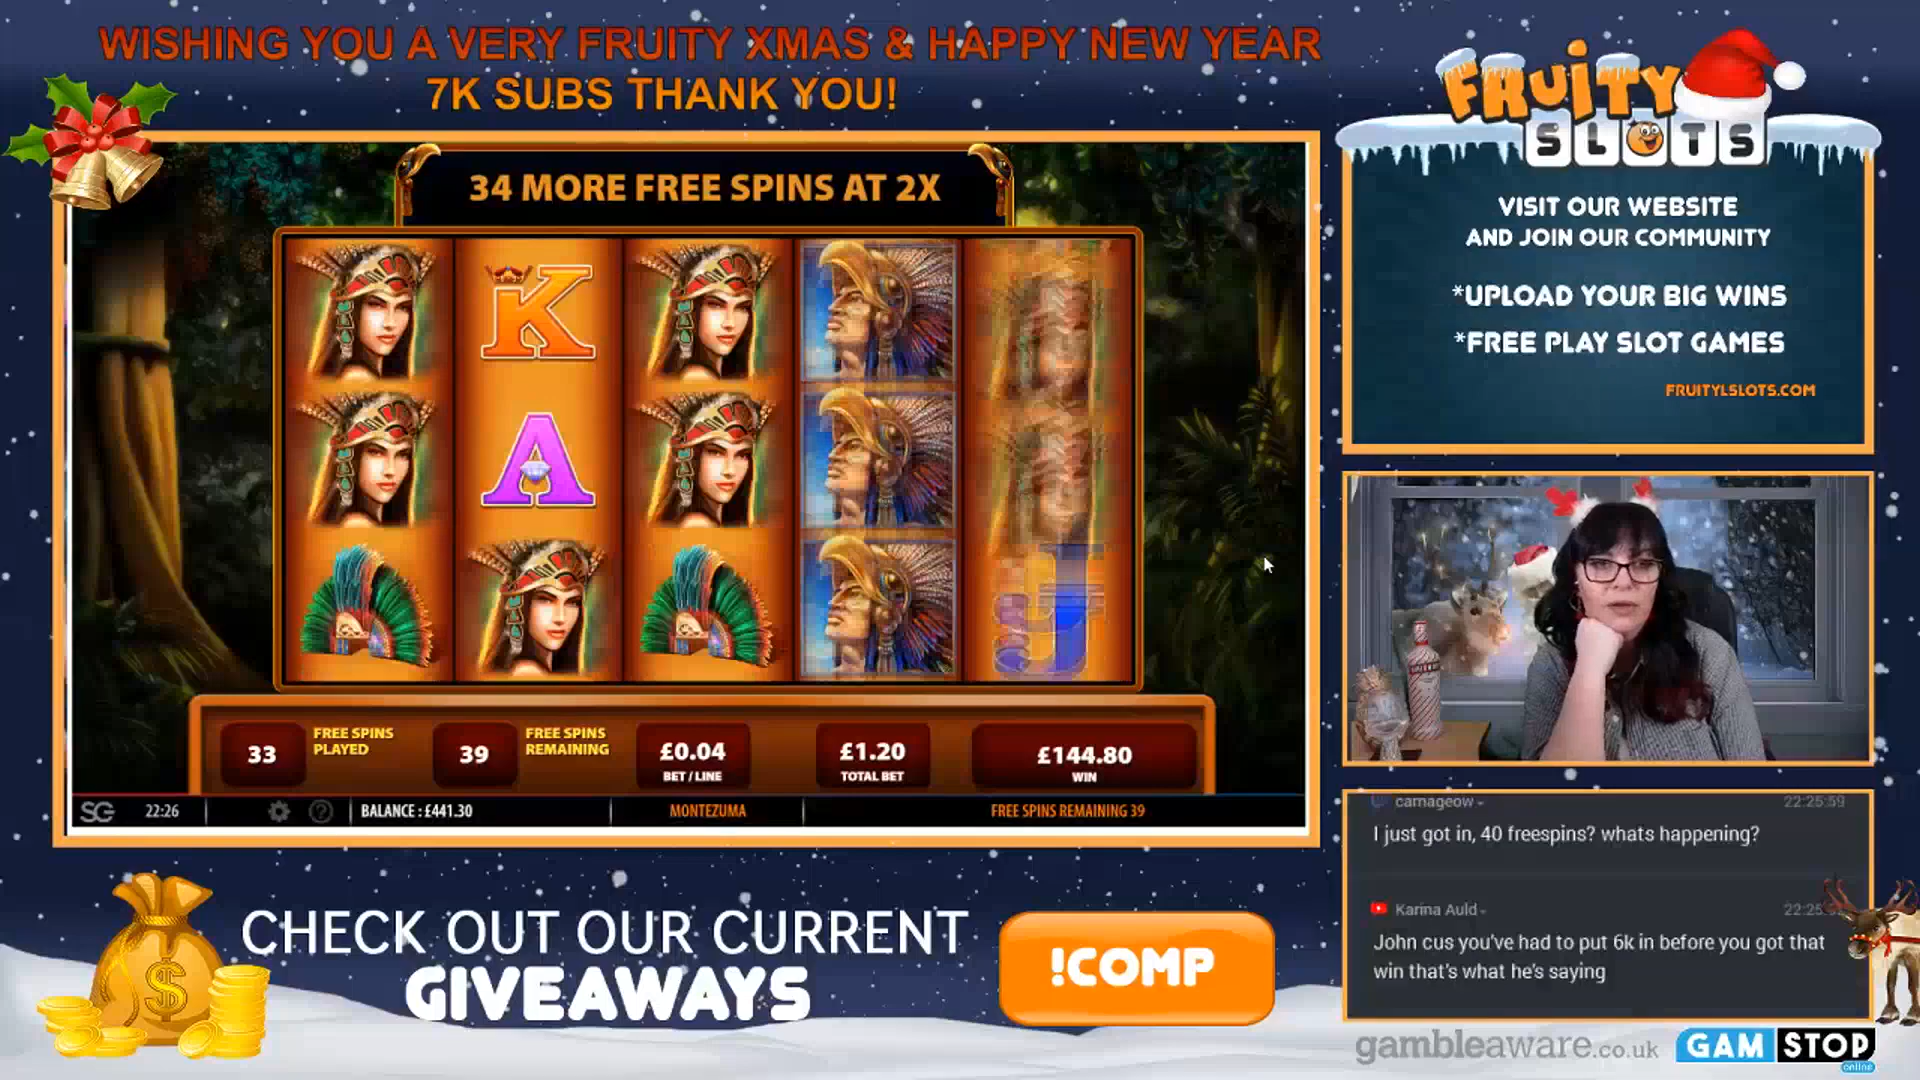 WISHING YOU A VERY FRUITY XMAS & HAPPY NEW YEAR
7K SUBS THANK YOU!
FRUITY
SLOTS
VISIT OUR WEBSITE
AND JOIN OUR COMMUNITY
*UPLOAD YOUR BIG WINS
*FREE PLAY SLOT GAMES
FRUITYLSLOTS.COM
34 MORE FREE SPINS AT 2X
K
A
J
33
FREE SPINS
PLAYED
39
FREE SPINS
REMAINING
£0.04
BET / LINE
£1.20
TOTAL BET
£144.80
WIN
SG
22:26
BALANCE : £441.30
MONTEZUMA
FREE SPINS REMAINING 39
carnageow
22:25:59
I just got in, 40 freespins? whats happening?
Karina Auld
22:25:
John cus you've had to put 6k in before you got that
win that's what he's saying
CHECK OUT OUR CURRENT
GIVEAWAYS
!COMP
gambleaware.co.uk
GAMSTOP
online